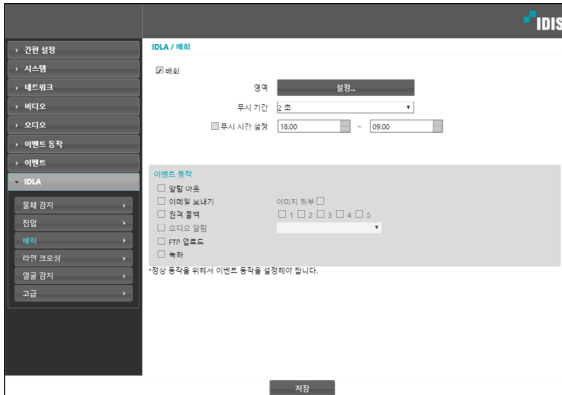 IDIS
간편 설정
시스템
네트워크
비디오
오디오
이벤트 동작
이벤트
IDLA
물체 감지
침입
배회
라인 크로싱
얼굴 감지
고급
IDLA / 배회
배회
영역 설정...
무시 기간 2 초
무시 시간 설정 18:00 ~ 09:00
이벤트 동작
알람 아웃
이메일 보내기 이미지 첨부
원격 콜백 1 2 3 4 5
오디오 알람
FTP 업로드
녹화
*정상 동작을 위해서 이벤트 동작을 설정해야 합니다.
저장